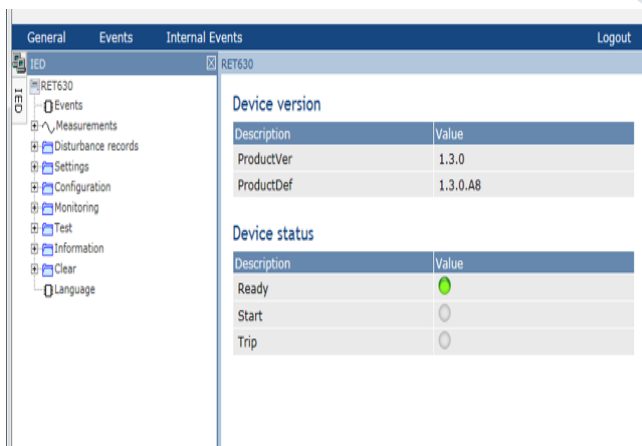 General Events Internal Events Logout
IED RET630
IED
RET630
Events
Measurements
Disturbance records
Settings
Configuration
Monitoring
Test
Information
Clear
Language
Device version
Description Value
ProductVer 1.3.0
ProductDef 1.3.0.A8
Device status
Description Value
Ready
Start
Trip